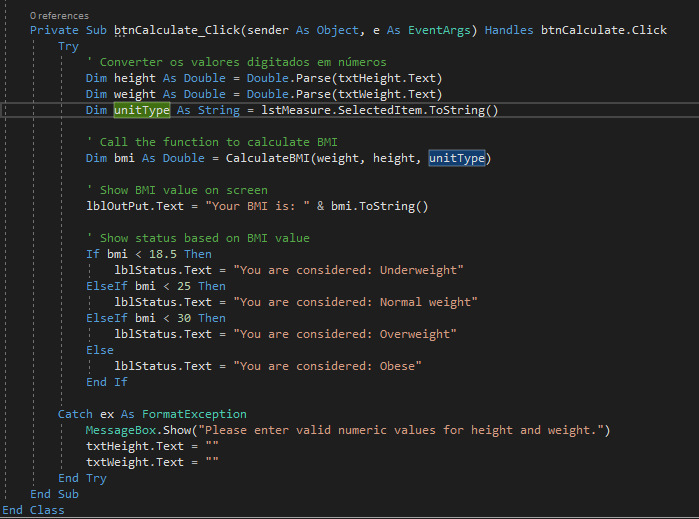 0 references
Private Sub btnCalculate_Click(sender As Object, e As EventArgs) Handles btnCalculate.Click
Try
' Converter os valores digitados em números
Dim height As Double = Double.Parse(txtHeight.Text)
Dim weight As Double = Double.Parse(txtWeight.Text)
Dim unitType As String = lstMeasure.SelectedItem.ToString()
' Call the function to calculate BMI
Dim bmi As Double = CalculateBMI(weight, height, unitType)
' Show BMI value on screen
lblOutPut.Text = "Your BMI is: " & bmi.ToString()
' Show status based on BMI value
If bmi < 18.5 Then
lblStatus.Text = "You are considered: Underweight"
ElseIf bmi < 25 Then
lblStatus.Text = "You are considered: Normal weight"
ElseIf bmi < 30 Then
lblStatus.Text = "You are considered: Overweight"
Else
lblStatus.Text = "You are considered: Obese"
End If
Catch ex As FormatException
MessageBox.Show("Please enter valid numeric values for height and weight.")
txtHeight.Text = ""
txtWeight.Text = ""
End Try
End Sub
End Class